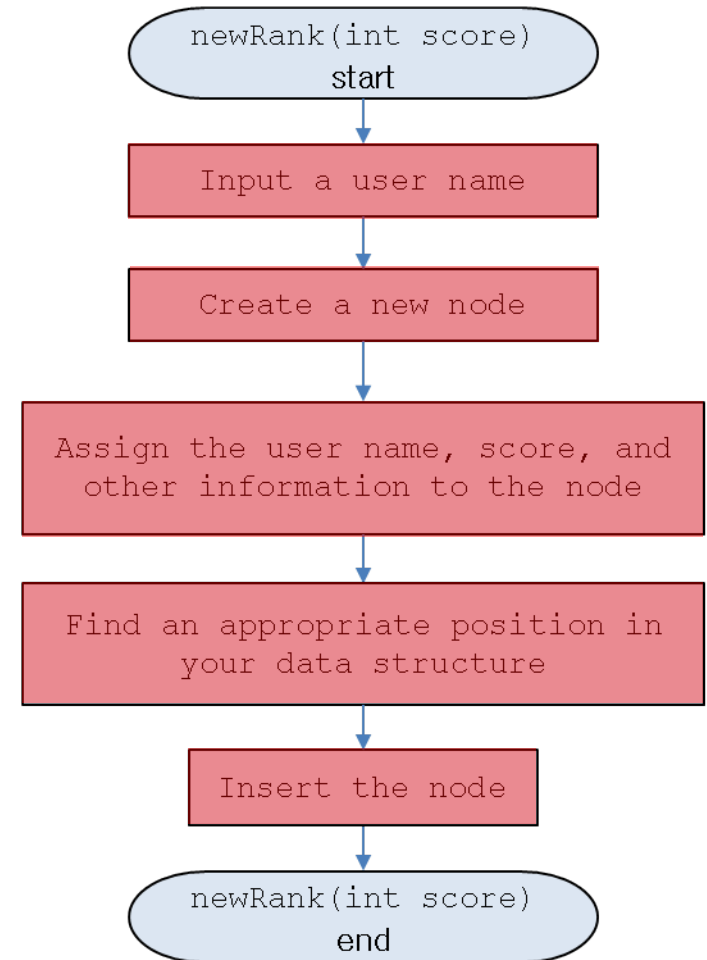 newRank(int score)
start
Input a user name
Create a new node
Assign the user name, score, and
other information to the node
Find an appropriate position in
your data structure
Insert the node
newRank(int score)
end